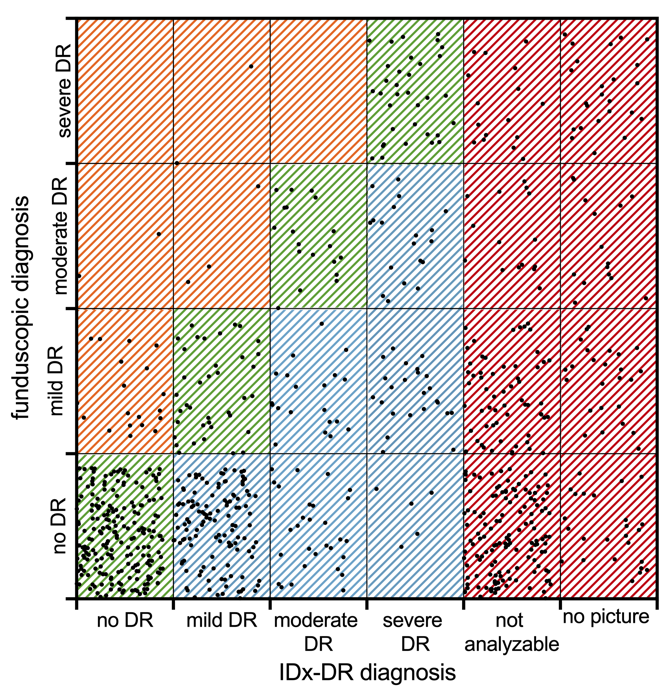 funduscopic diagnosis
severe DR
moderate DR
mild DR
no DR
no DR
mild DR
moderate
DR
severe
DR
not
analyzable
no picture
IDx-DR diagnosis